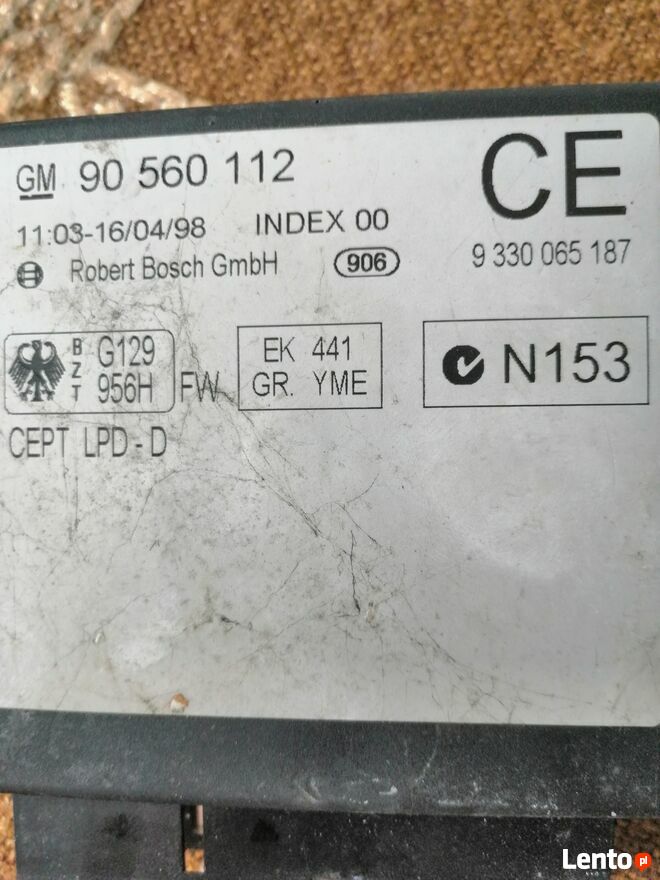 GM 90 560 112
CE
11:03-16/04/98 INDEX 00
Robert Bosch GmbH 906
9 330 065 187
BZT G129 956H FW
EK 441
GR. YME
N153
CEPT LPD-D
Lento.pl